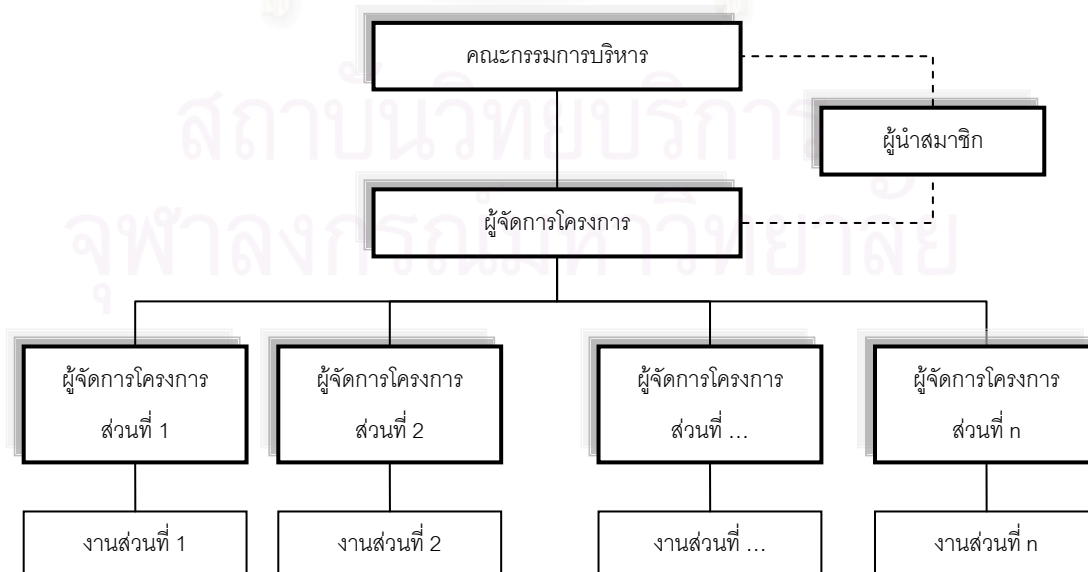 คณะกรรมการบริหาร
ผู้นำสมาชิก
สถาบันวิทยบริการ
ผู้จัดการโครงการ
จุฬาลงกรณ์มหาวิทยาลัย
ผู้จัดการโครงการ
ส่วนที่ 1
ผู้จัดการโครงการ
ส่วนที่ 2
ผู้จัดการโครงการ
ส่วนที่ ...
ผู้จัดการโครงการ
ส่วนที่ n
งานส่วนที่ 1
งานส่วนที่ 2
งานส่วนที่ ...
งานส่วนที่ n